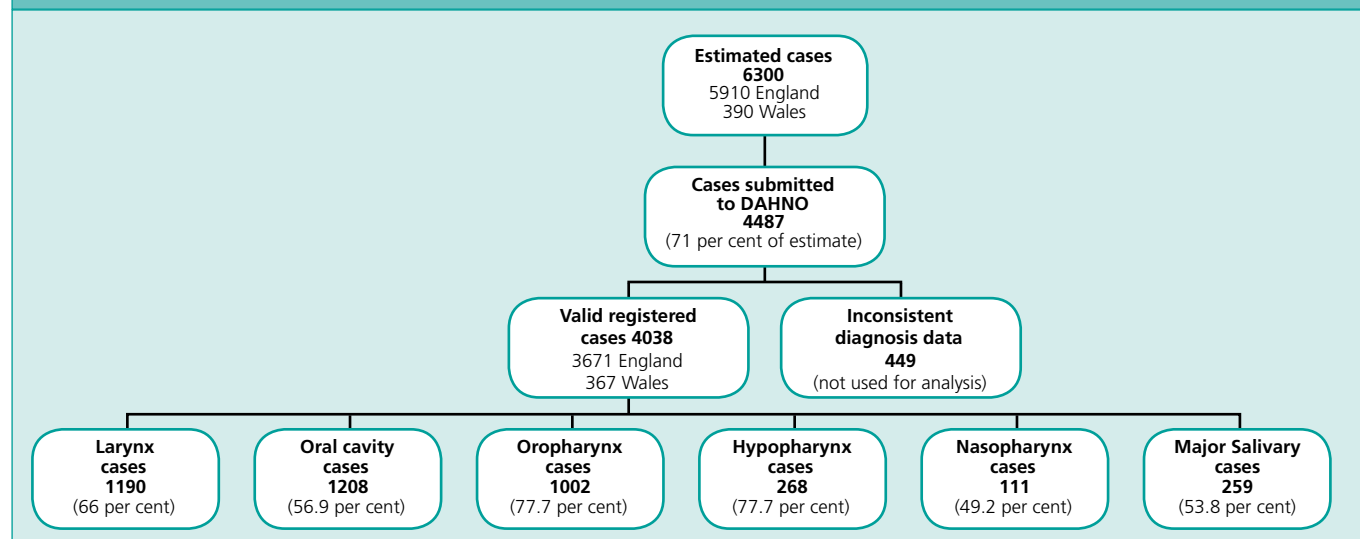 Estimated cases
6300
5910 England
390 Wales
Cases submitted
to DAHNO
4487
(71 per cent of estimate)
Valid registered
cases 4038
3671 England
367 Wales
Inconsistent
diagnosis data
449
(not used for analysis)
Larynx
cases
1190
(66 per cent)
Oral cavity
cases
1208
(56.9 per cent)
Oropharynx
cases
1002
(77.7 per cent)
Hypopharynx
cases
268
(77.7 per cent)
Nasopharynx
cases
111
(49.2 per cent)
Major Salivary
cases
259
(53.8 per cent)